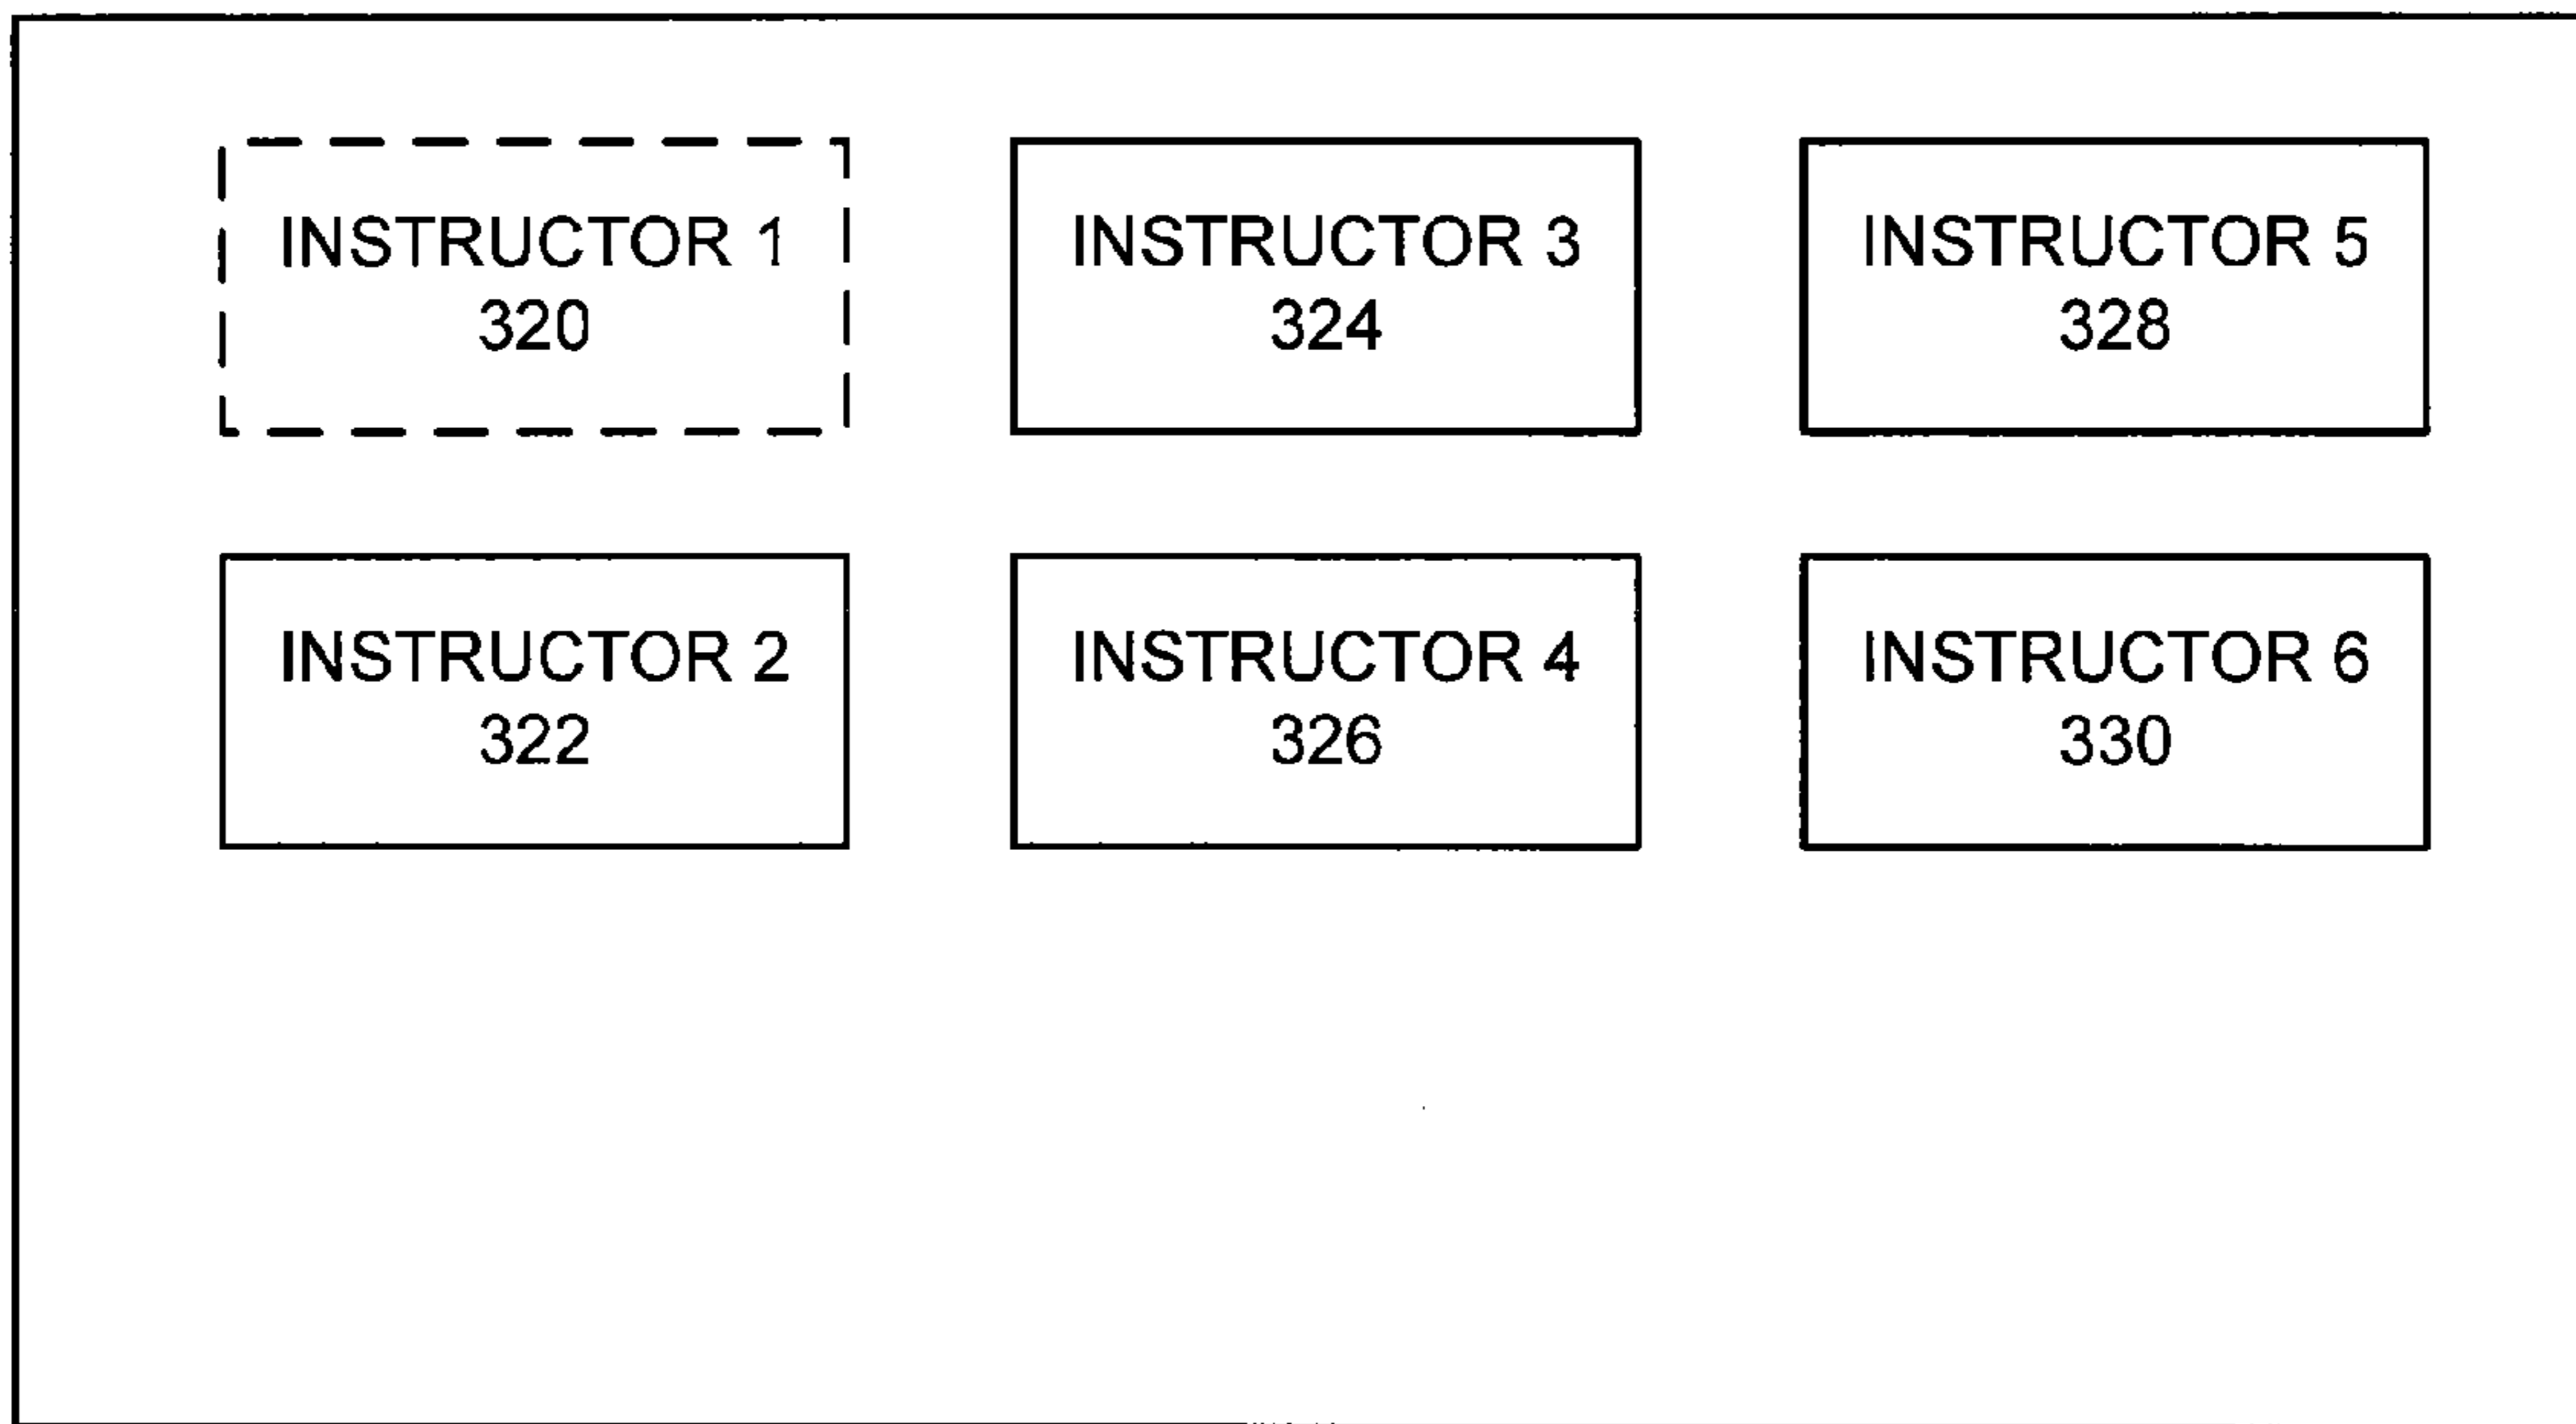 INSTRUCTOR 1
320
INSTRUCTOR 3
324
INSTRUCTOR 5
328
INSTRUCTOR 2
322
INSTRUCTOR 4
326
INSTRUCTOR 6
330